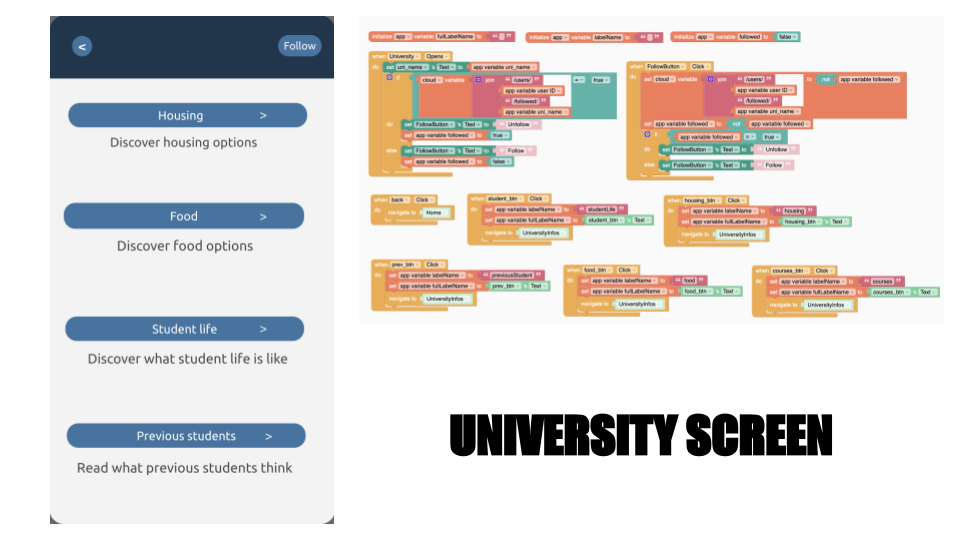 <
Follow
Housing >
Discover housing options
Food >
Discover food options
Student life >
Discover what student life is like
Previous students >
Read what previous students think
initialize app variable fullLabelName to “ ”
initialize app variable labelName to “ ”
initialize app variable followed to false
when University Opens
do set uni_name 's Text to app variable uni_name
if cloud variable join “ /users/ ” = true
app variable user ID
“ /followed/ ”
app variable uni_name
do set FollowButton 's Text to “ Unfollow ”
set app variable followed to true
else set FollowButton 's Text to “ Follow ”
set app variable followed to false
when FollowButton Click
do set cloud variable join “ /users/ ” to not app variable followed
app variable user ID
“ /followed/ ”
app variable uni_name
set app variable followed to not app variable followed
if app variable followed = true
do set FollowButton 's Text to “ Unfollow ”
else set FollowButton 's Text to “ Follow ”
when back Click
do navigate to Home
when student_btn Click
do set app variable labelName to “ studentLife ”
set app variable fullLabelName to student_btn 's Text
navigate to UniversityInfos
when housing_btn Click
do set app variable labelName to “ housing ”
set app variable fullLabelName to housing_btn 's Text
navigate to UniversityInfos
when prev_btn Click
do set app variable labelName to “ previousStudent ”
set app variable fullLabelName to prev_btn 's Text
navigate to UniversityInfos
when food_btn Click
do set app variable labelName to “ food ”
set app variable fullLabelName to food_btn 's Text
navigate to UniversityInfos
when courses_btn Click
do set app variable labelName to “ courses ”
set app variable fullLabelName to courses_btn 's Text
navigate to UniversityInfos
UNIVERSITY SCREEN